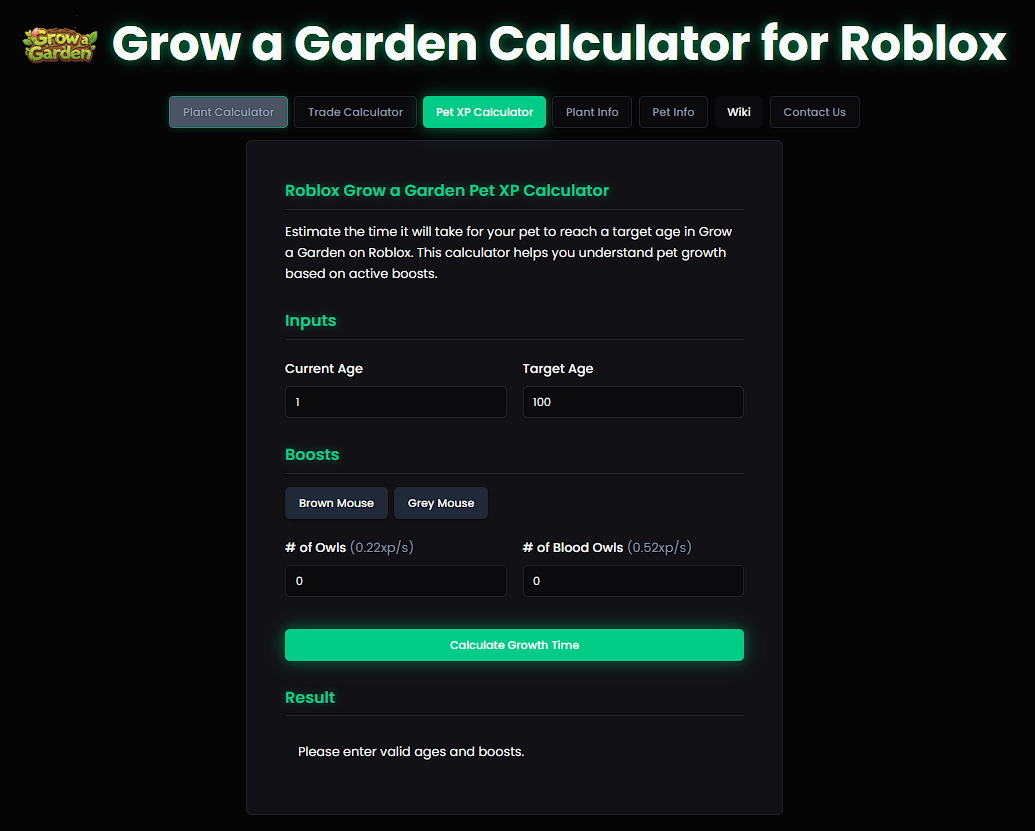 Grow a Garden
Grow a Garden Calculator for Roblox
Plant Calculator Trade Calculator Pet XP Calculator Plant Info Pet Info Wiki Contact Us
Roblox Grow a Garden Pet XP Calculator
Estimate the time it will take for your pet to reach a target age in Grow
a Garden on Roblox. This calculator helps you understand pet growth
based on active boosts.
Inputs
Current Age Target Age
1 100
Boosts
Brown Mouse Grey Mouse
# of Owls (0.22xp/s) # of Blood Owls (0.52xp/s)
0 0
Calculate Growth Time
Result
Please enter valid ages and boosts.